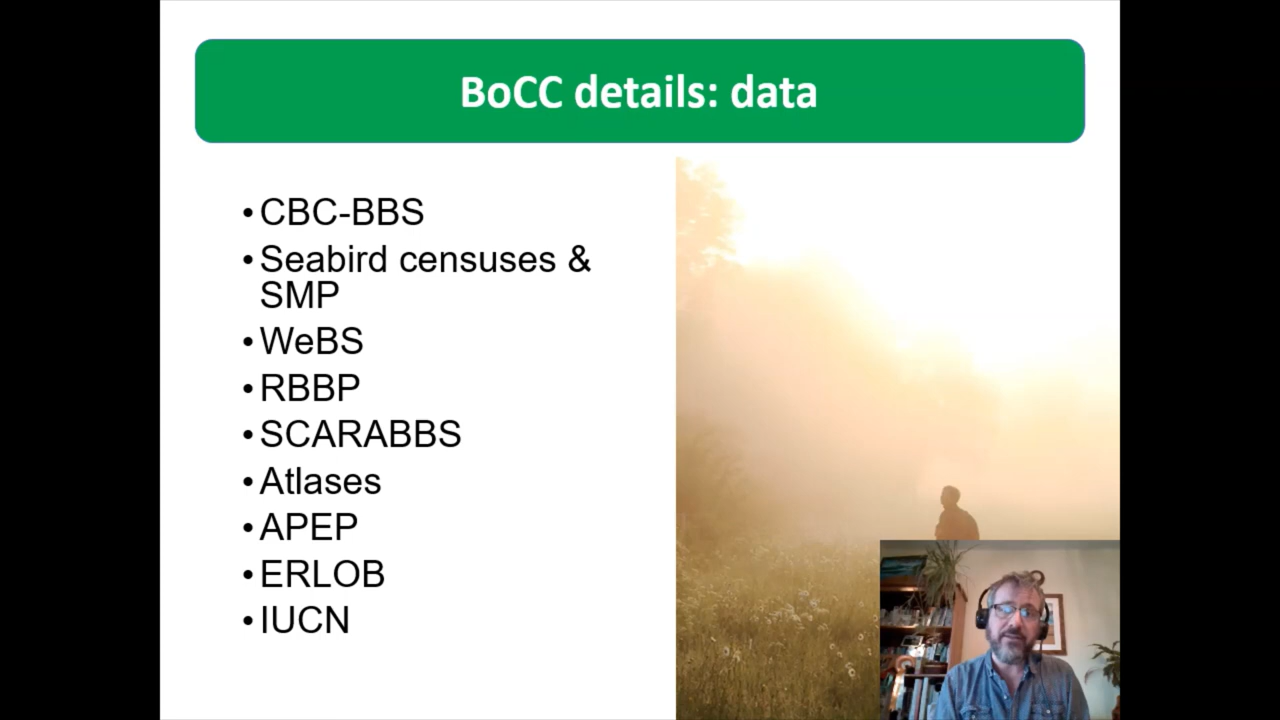 BoCC details: data
•CBC-BBS
•Seabird censuses &
SMP
•WeBS
•RBBP
•SCARABBS
•Atlases
•APEP
•ERLOB
•IUCN